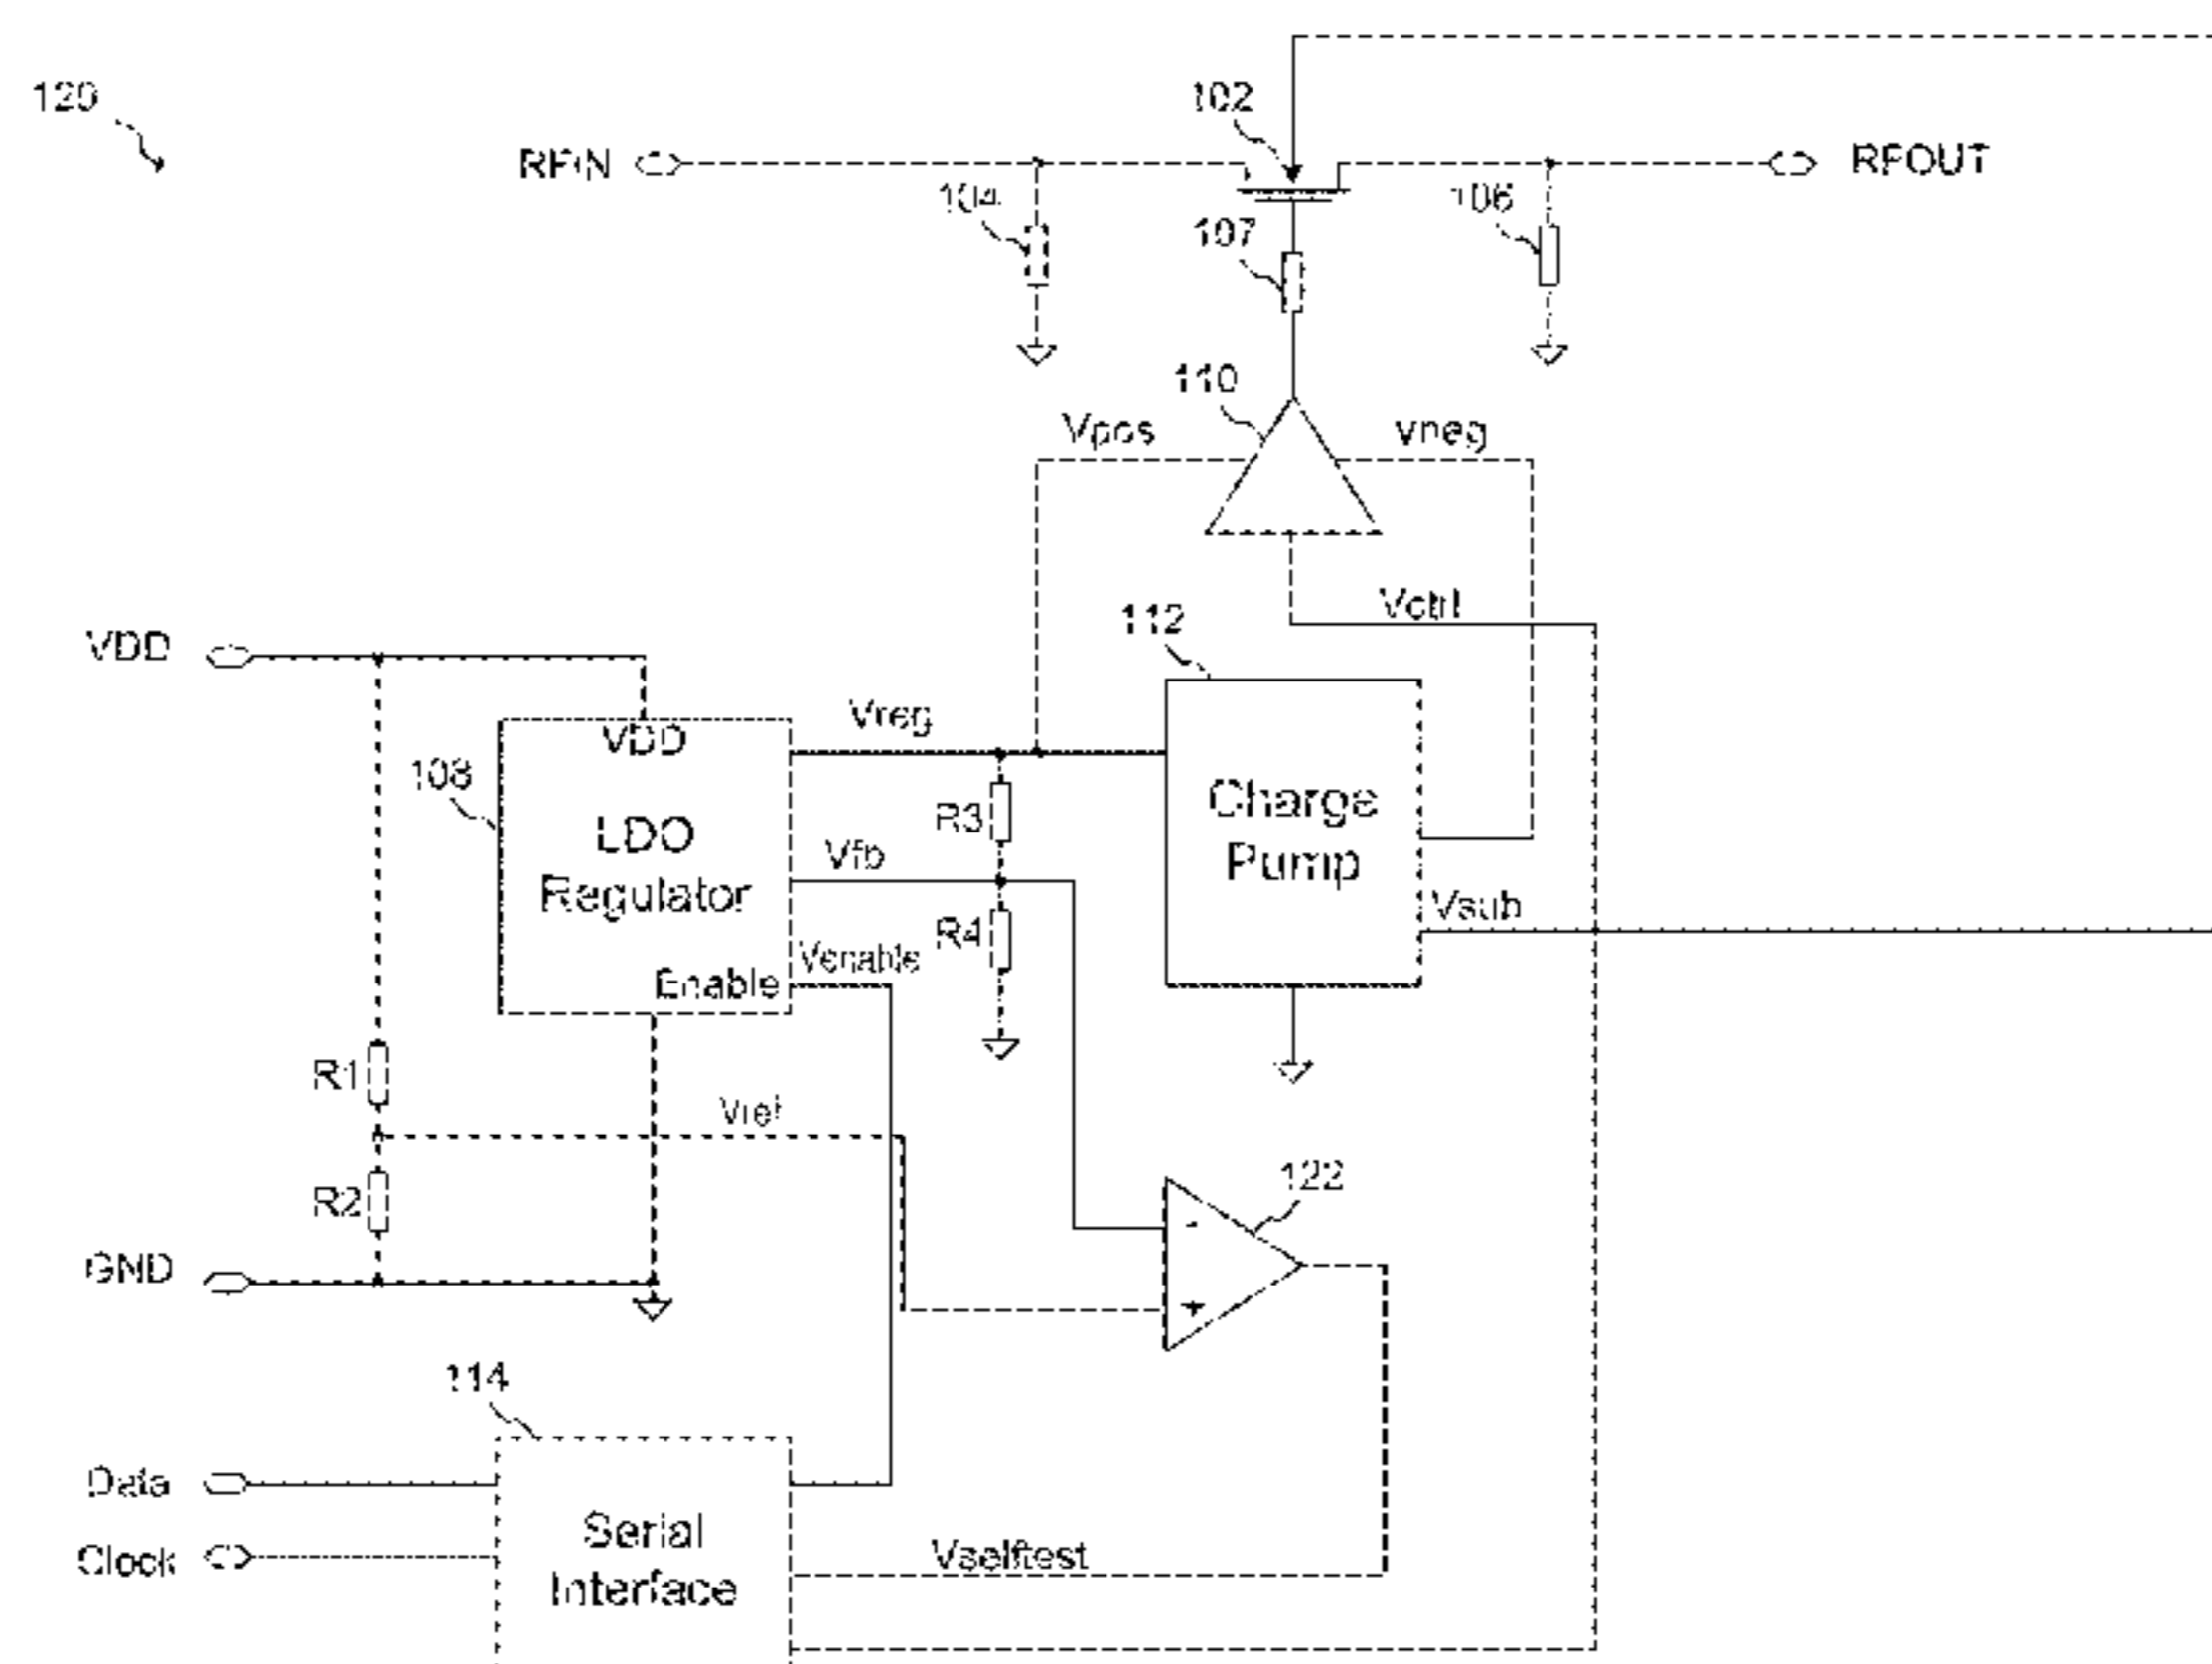 120
102
RFIN
RFOUT
104
106
107
110
Vpos
vneg
Vctrl
112
VDD
Vreg
VDD
108
R3
Charge
Pump
LDO
Regulator
Vfb
R4
Vsub
Venable
Enable
R1
Vref
R2
122
-
+
GND
114
Data
Serial
Interface
Clock
Vselftest